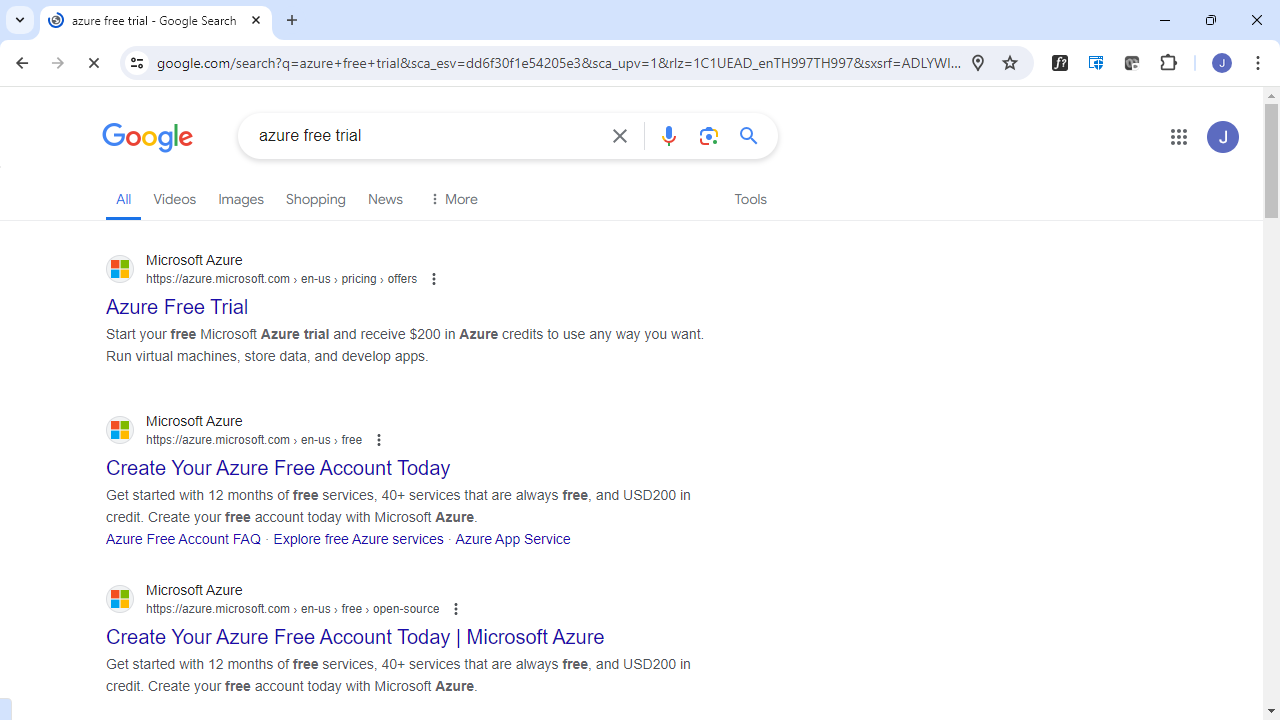 azure free trial - Google Search
google.com/search?q=azure+free+trial&sca_esv=dd6f30f1e54205e3&sca_upv=1&rlz=1C1UEAD_enTH997TH997&sxsrf=ADLYWI...
J
Google
azure free trial
J
All
Videos
Images
Shopping
News
More
Tools
Microsoft Azure
https://azure.microsoft.com › en-us › pricing › offers
Azure Free Trial
Start your free Microsoft Azure trial and receive $200 in Azure credits to use any way you want.
Run virtual machines, store data, and develop apps.
Microsoft Azure
https://azure.microsoft.com › en-us › free
Create Your Azure Free Account Today
Get started with 12 months of free services, 40+ services that are always free, and USD200 in
credit. Create your free account today with Microsoft Azure.
Azure Free Account FAQ · Explore free Azure services · Azure App Service
Microsoft Azure
https://azure.microsoft.com › en-us › free › open-source
Create Your Azure Free Account Today | Microsoft Azure
Get started with 12 months of free services, 40+ services that are always free, and USD200 in
credit. Create your free account today with Microsoft Azure.